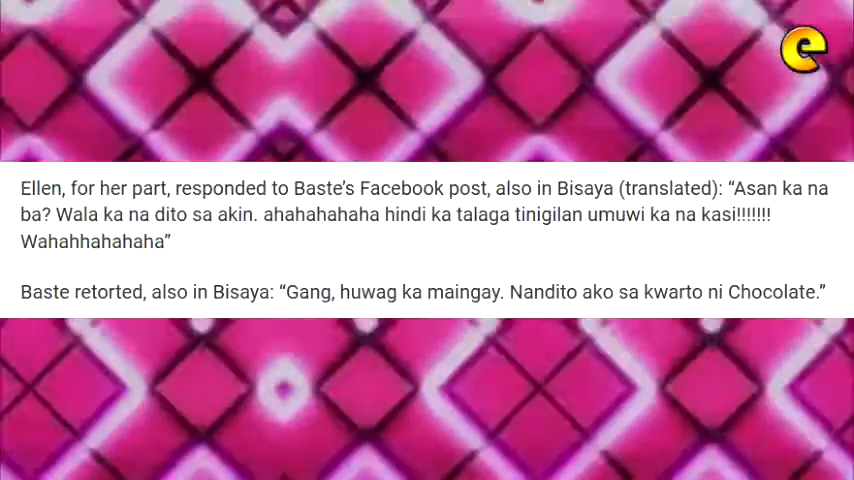 e
Ellen, for her part, responded to Baste’s Facebook post, also in Bisaya (translated): “Asan ka na
ba? Wala ka na dito sa akin. ahahahahaha hindi ka talaga tinigilan umuwi ka na kasi!!!!!!!
Wahahhahahaha”
Baste retorted, also in Bisaya: “Gang, huwag ka maingay. Nandito ako sa kwarto ni Chocolate.”